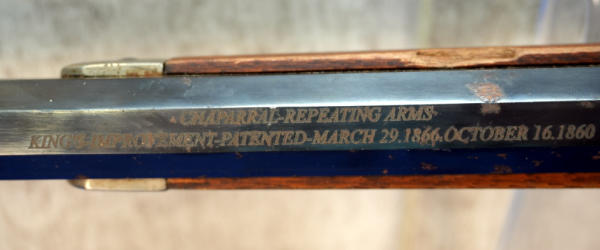 CHAPARRAL-REPEATING ARMS
KING'S-IMPROVEMENT-PATENTED-MARCH 29.1866.OCTOBER 16.1860